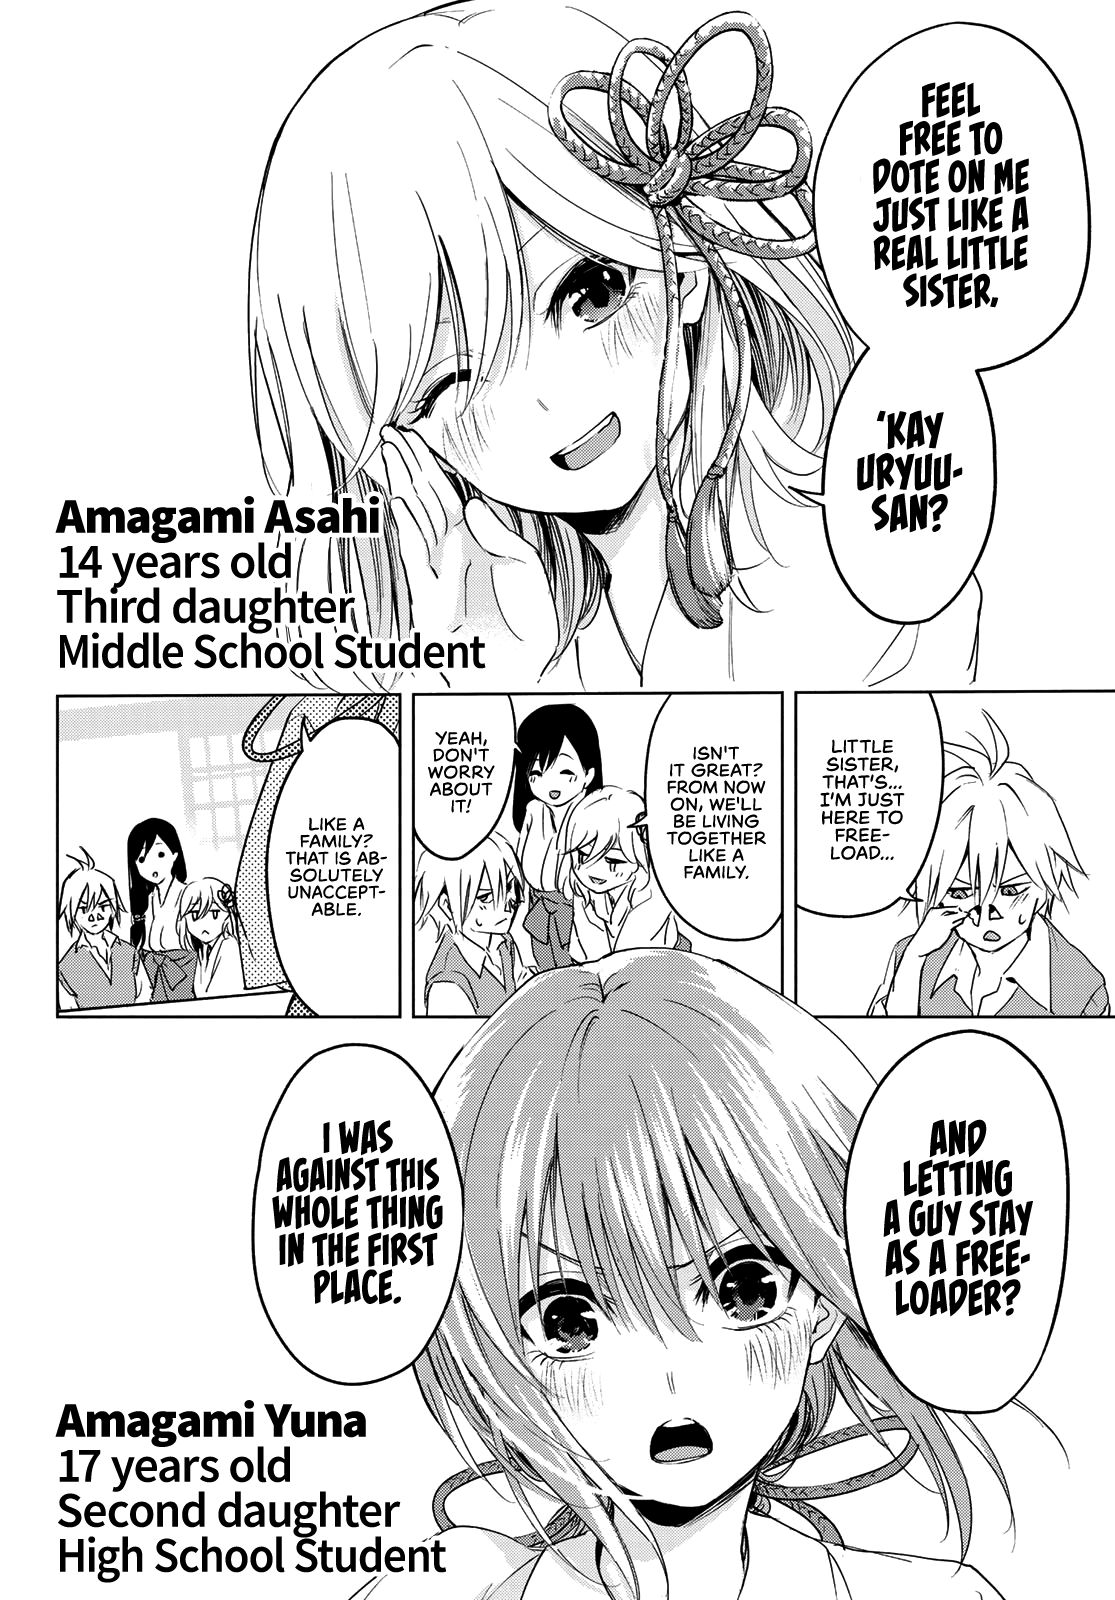 FEEL
FREE TO
DOTE ON ME
JUST LIKE A
REAL LITTLE
SISTER,
'KAY
URYUU-
SAN?
Amagami Asahi
14 years old
Third daughter
Middle School Student
LITTLE
SISTER,
THAT'S...
I'M JUST
HERE TO
FREE-
LOAD...
ISN'T
IT GREAT?
FROM NOW
ON, WE'LL
BE LIVING
TOGETHER
LIKE A
FAMILY.
YEAH,
DON'T
WORRY
ABOUT
IT!
LIKE A
FAMILY?
THAT IS AB-
SOLUTELY
UNACCEPT-
ABLE.
AND
LETTING
A GUY STAY
AS A FREE-
LOADER?
I WAS
AGAINST THIS
WHOLE THING
IN THE FIRST
PLACE.
Amagami Yuna
17 years old
Second daughter
High School Student